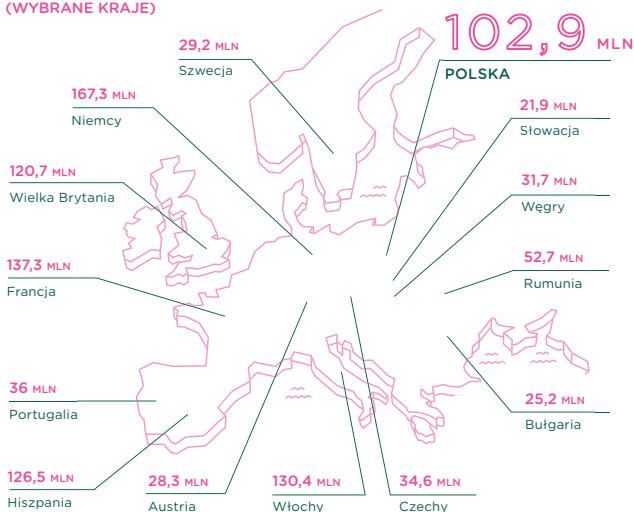 (WYBRANE KRAJE)
102,9 MLN
POLSKA
29,2 MLN
Szwecja
167,3 MLN
Niemcy
21,9 MLN
Słowacja
120,7 MLN
Wielka Brytania
31,7 MLN
Węgry
137,3 MLN
Francja
52,7 MLN
Rumunia
36 MLN
Portugalia
25,2 MLN
Bułgaria
126,5 MLN
Hiszpania
28,3 MLN
Austria
130,4 MLN
Włochy
34,6 MLN
Czechy